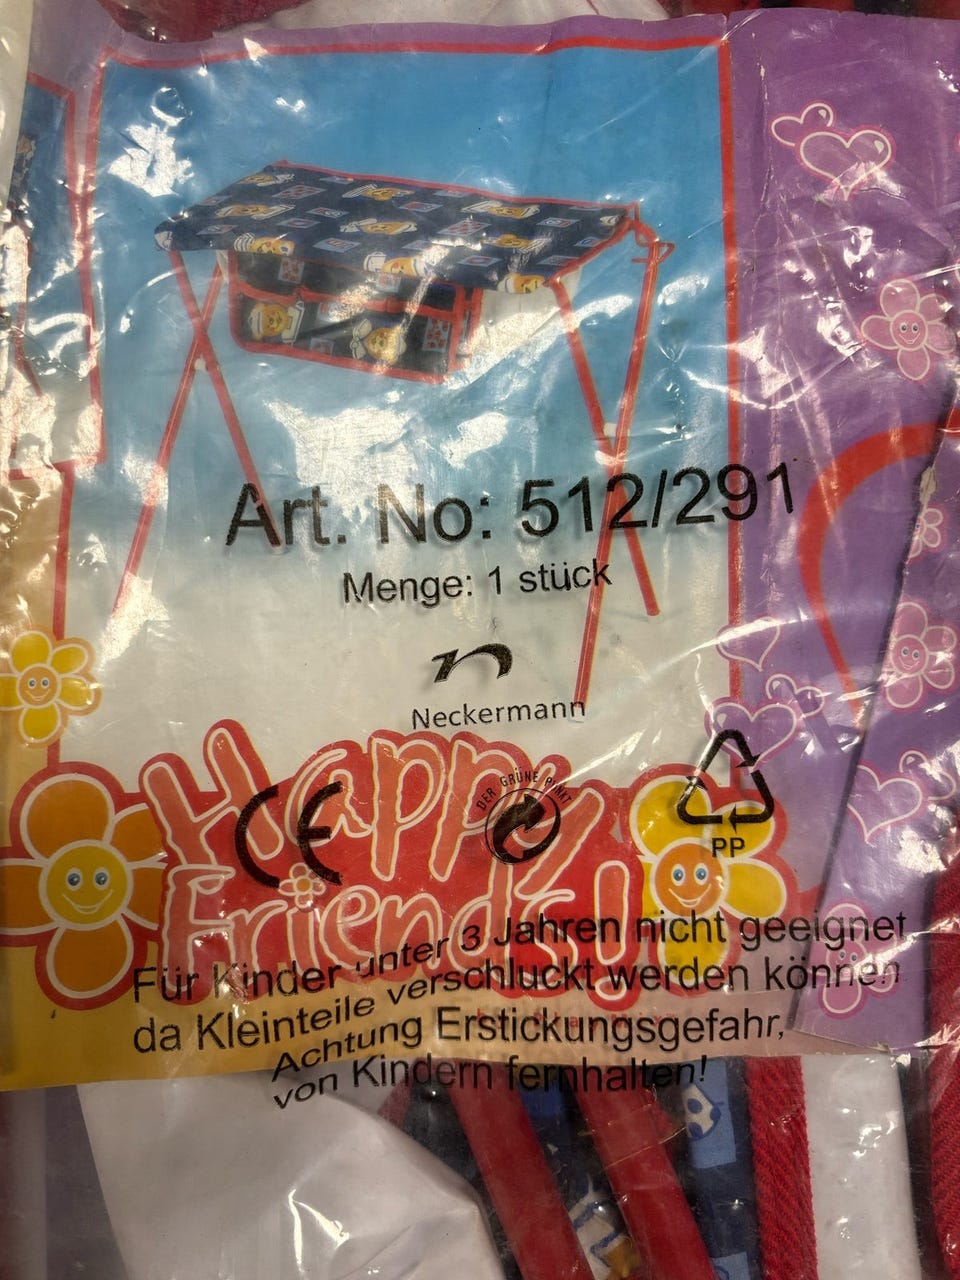 Art. No: 512/291
Menge: 1 stück
Neckermann
Happy
Friends!
CE
DER GRÜNE PUNKT
PP
Für Kinder unter 3 Jahren nicht geeignet
da Kleinteile verschluckt werden können
Achtung Erstickungsgefahr,
von Kindern fernhalten!